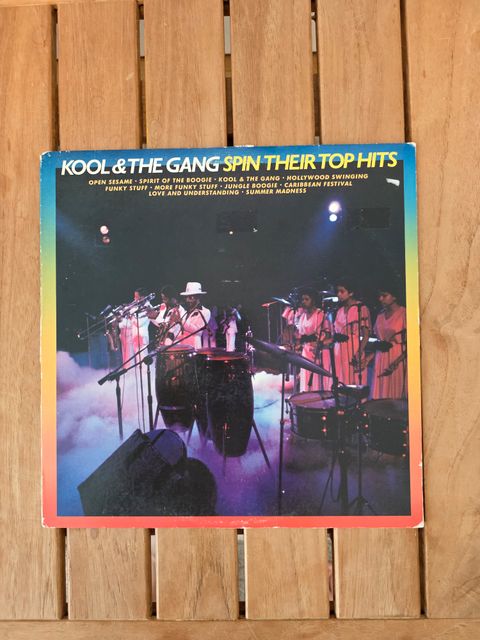 KOOL & THE GANG SPIN THEIR TOP HITS
OPEN SESAME • SPIRIT OF THE BOOGIE • KOOL & THE GANG • HOLLYWOOD SWINGING
FUNKY STUFF • MORE FUNKY STUFF • JUNGLE BOOGIE • CARIBBEAN FESTIVAL
LOVE AND UNDERSTANDING • SUMMER MADNESS